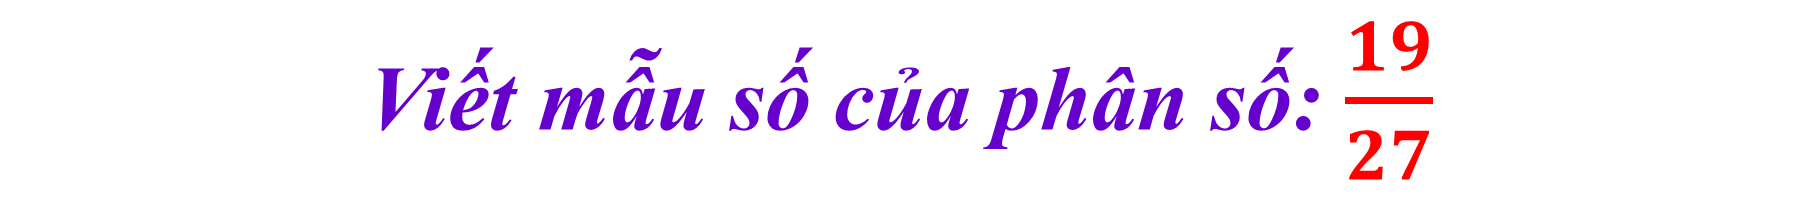 Viết mẫu số của phân số: 19/27